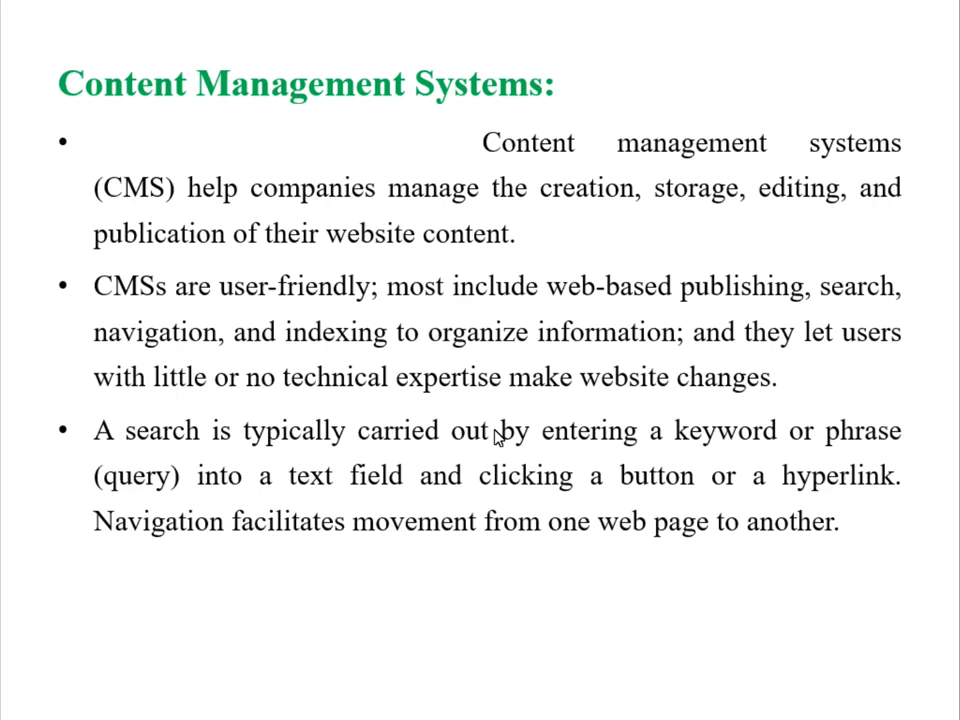 Content Management Systems:
• Content management systems
(CMS) help companies manage the creation, storage, editing, and
publication of their website content.
• CMSs are user-friendly; most include web-based publishing, search,
navigation, and indexing to organize information; and they let users
with little or no technical expertise make website changes.
• A search is typically carried out by entering a keyword or phrase
(query) into a text field and clicking a button or a hyperlink.
Navigation facilitates movement from one web page to another.